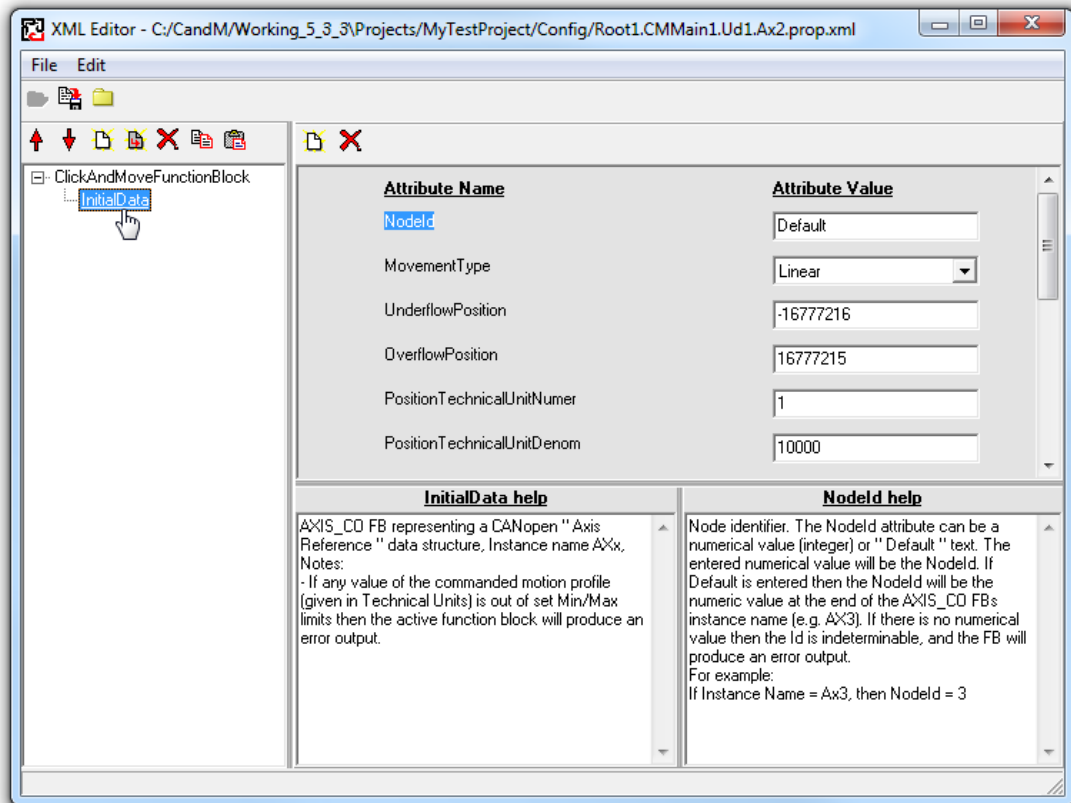 XML Editor - C:/CandM/Working_5_3_3\Projects/MyTestProject/Config/Root1.CMMain1.Ud1.Ax2.prop.xml
File Edit
ClickAndMoveFunctionBlock
InitialData
Attribute Name Attribute Value
NodeId Default
MovementType Linear
UnderflowPosition -16777216
OverflowPosition 16777215
PositionTechnicalUnitNumer 1
PositionTechnicalUnitDenom 10000
InitialData help
AXIS_CO FB representing a CANopen " Axis
Reference " data structure, Instance name AXx,
Notes:
- If any value of the commanded motion profile
(given in Technical Units) is out of set Min/Max
limits then the active function block will produce an
error output.
NodeId help
Node identifier. The NodeId attribute can be a
numerical value (integer) or " Default " text. The
entered numerical value will be the NodeId. If
Default is entered then the NodeId will be the
numeric value at the end of the AXIS_CO FBs
instance name (e.g. AX3). If there is no numerical
value then the Id is indeterminable, and the FB will
produce an error output.
For example:
If Instance Name = Ax3, then NodeId = 3